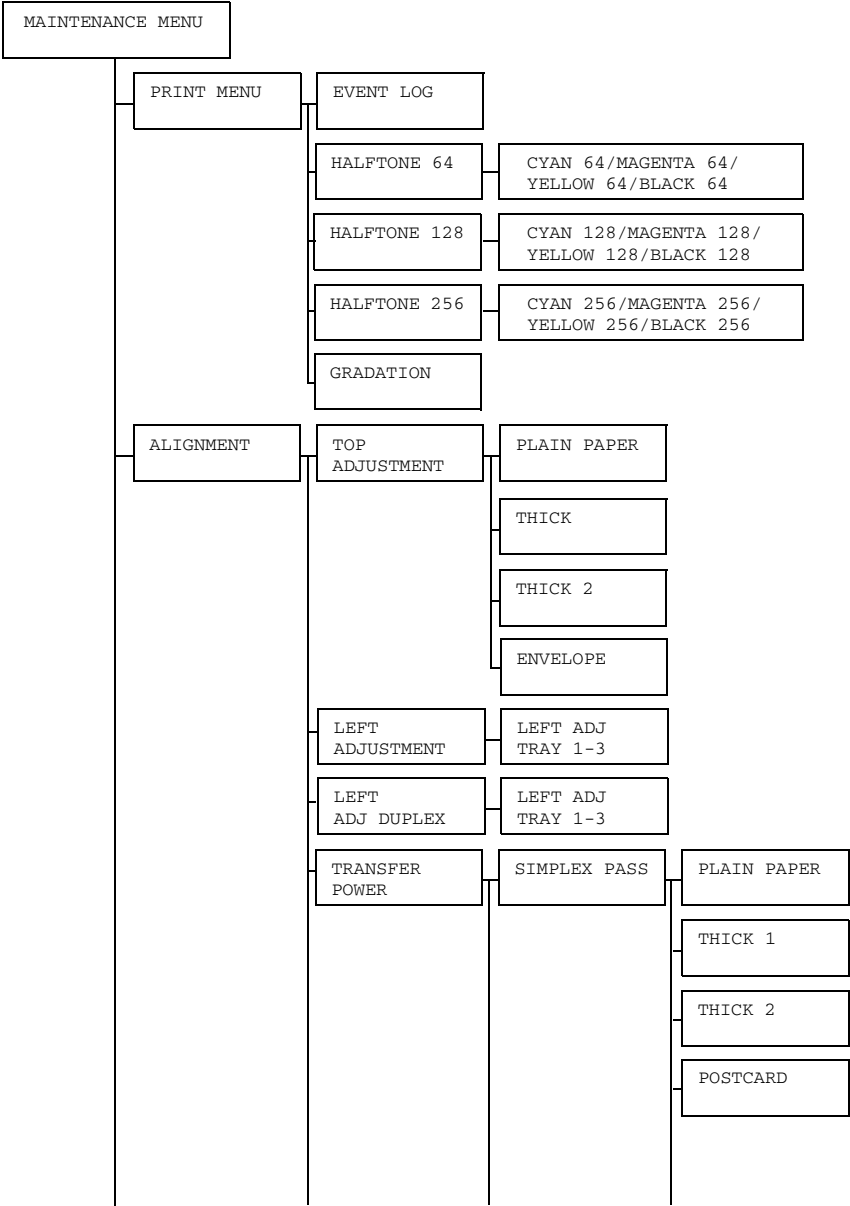 MAINTENANCE MENU
PRINT MENU
EVENT LOG
HALFTONE 64
CYAN 64/MAGENTA 64/
YELLOW 64/BLACK 64
HALFTONE 128
CYAN 128/MAGENTA 128/
YELLOW 128/BLACK 128
HALFTONE 256
CYAN 256/MAGENTA 256/
YELLOW 256/BLACK 256
GRADATION
ALIGNMENT
TOP
ADJUSTMENT
PLAIN PAPER
THICK
THICK 2
ENVELOPE
LEFT
ADJUSTMENT
LEFT ADJ
TRAY 1-3
LEFT
ADJ DUPLEX
LEFT ADJ
TRAY 1-3
TRANSFER
POWER
SIMPLEX PASS
PLAIN PAPER
THICK 1
THICK 2
POSTCARD